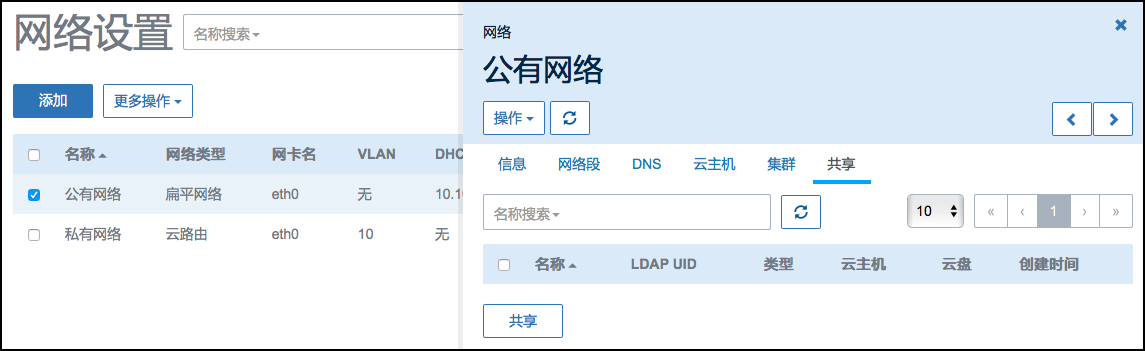 网络设置
名称搜索
添加
更多操作
名称 网络类型 网卡名 VLAN DHC
公有网络 扁平网络 eth0 无 10.10
私有网络 云路由 eth0 10 无
网络
公有网络
操作
信息 网络段 DNS 云主机 集群 共享
名称搜索
10 « ‹ 1 › »
名称 LDAP UID 类型 云主机 云盘 创建时间
共享